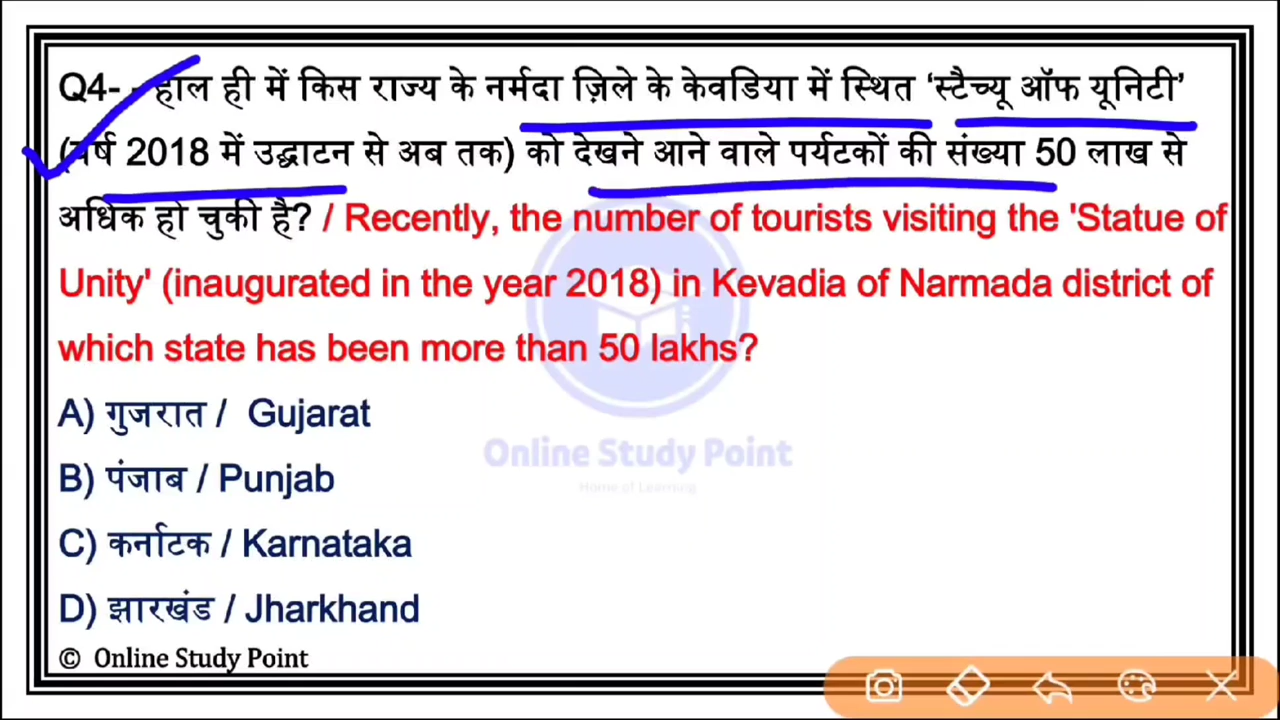 Q4- - हाल ही में किस राज्य के नर्मदा ज़िले के केवडिया में स्थित ‘स्टैच्यू ऑफ यूनिटी’
(वर्ष 2018 में उद्घाटन से अब तक) को देखने आने वाले पर्यटकों की संख्या 50 लाख से
अधिक हो चुकी है? / Recently, the number of tourists visiting the 'Statue of
Unity' (inaugurated in the year 2018) in Kevadia of Narmada district of
which state has been more than 50 lakhs?
A) गुजरात / Gujarat
Online Study Point
B) पंजाब / Punjab
Home of Learning
C) कर्नाटक / Karnataka
D) झारखंड / Jharkhand
© Online Study Point